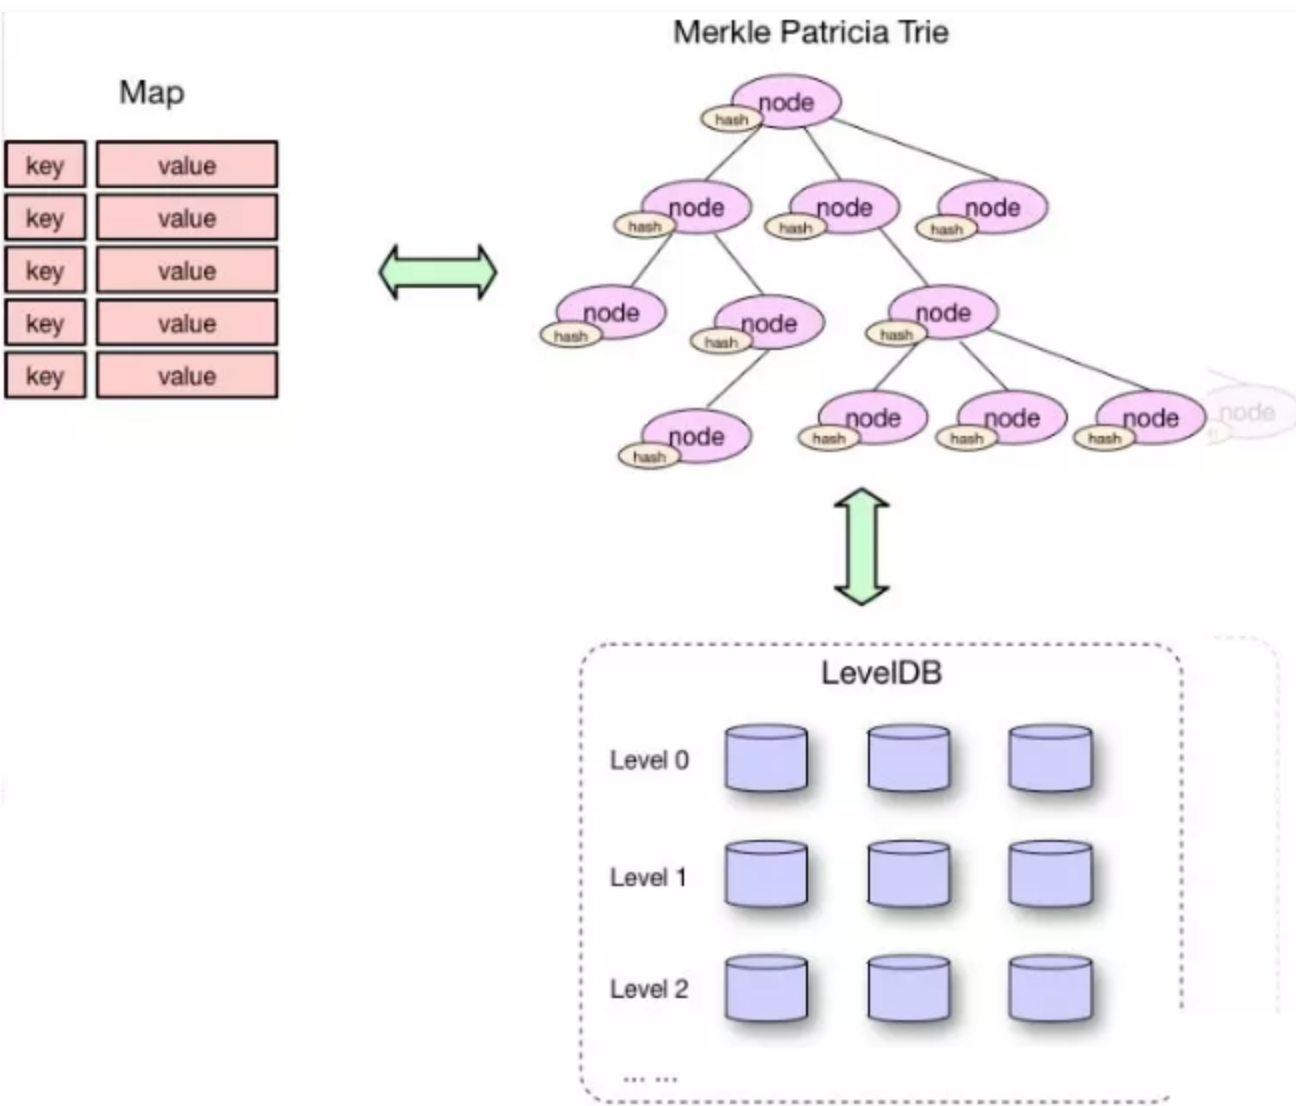 Merkle Patricia Trie
Map
key value
key value
key value
key value
key value
node
hash
node
hash
node
hash
node
hash
node
hash
node
hash
node
hash
node
hash
node
hash
node
hash
node
hash
node
LevelDB
Level 0
Level 1
Level 2
... ...